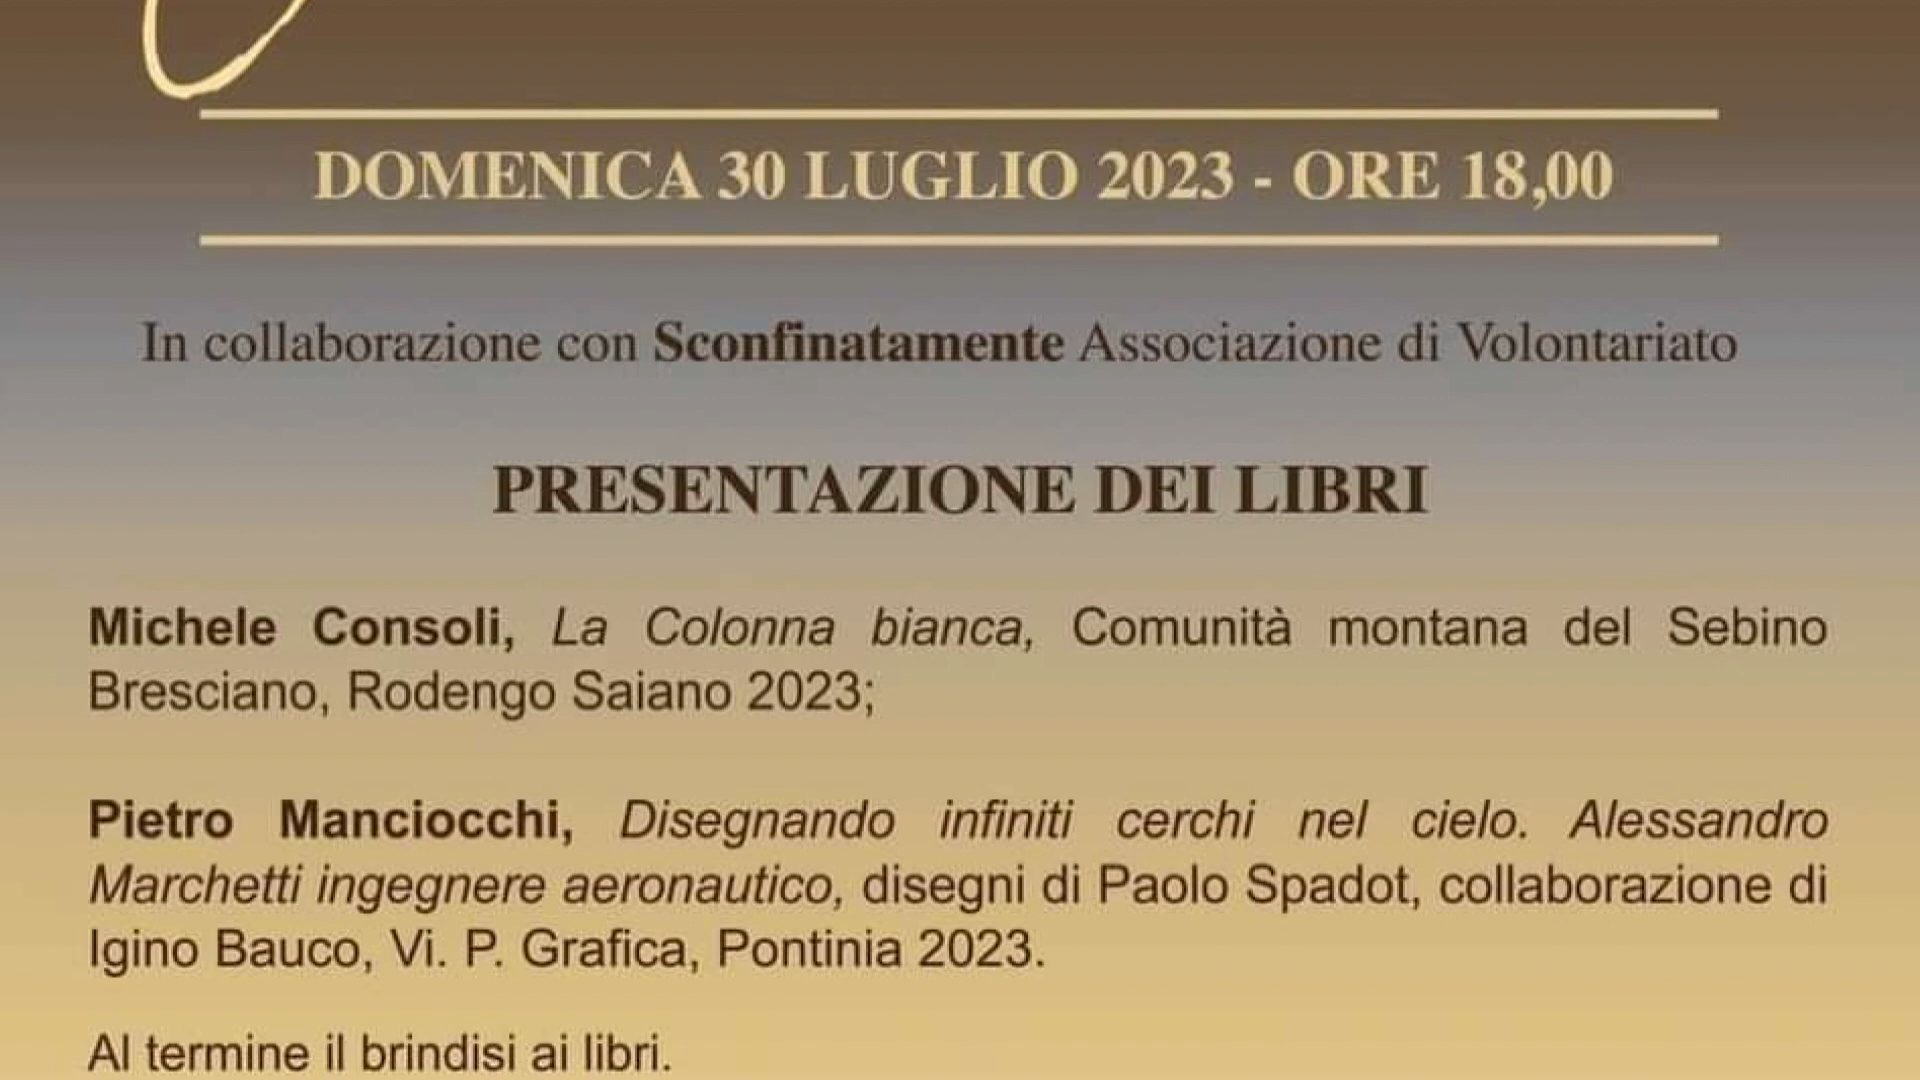 DOMENICA 30 LUGLIO 2023 - ORE 18,00
In collaborazione con Sconfinatamente Associazione di Volontariato
PRESENTAZIONE DEI LIBRI
Michele Consoli, La Colonna bianca, Comunità montana del Sebino
Bresciano, Rodengo Saiano 2023;
Pietro Manciocchi, Disegnando infiniti cerchi nel cielo. Alessandro
Marchetti ingegnere aeronautico, disegni di Paolo Spadot, collaborazione di
Igino Bauco, Vi. P. Grafica, Pontinia 2023.
Al termine il brindisi ai libri.